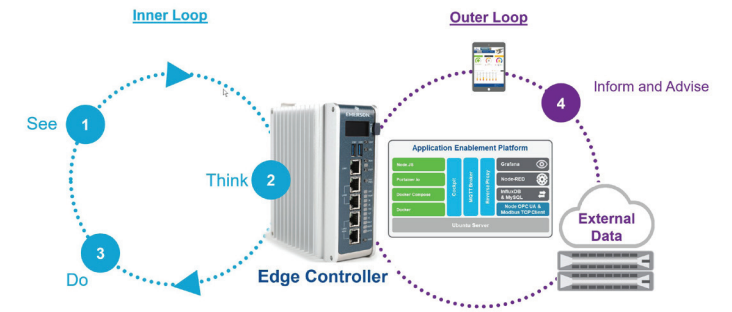 Inner Loop
Outer Loop
See
1
Think
2
3
Do
Edge Controller
EMERSON
4
Inform and Advise
Application Enablement Platform
Node JS
Portainer.io
Docker Compose
Docker
Cockpit
MQTT Broker
Reverse Proxy
Grafana
Node-RED
InfluxDB
& MySQL
Node OPC UA &
Modbus TCP Client
Ubuntu Server
External
Data